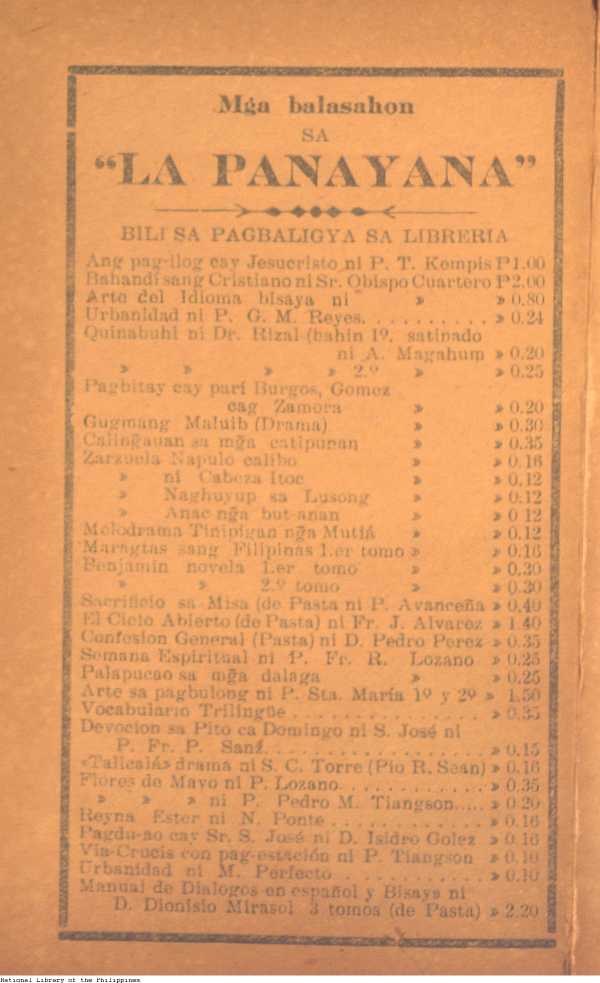 Mg̃a balasahon
SA
“LA PANAYANA”
BILI SA PAGBALIGYA SA LIBRERIA
Ang pag-ilog cay Jesucristo ni P. T. Kempis P1.00
Bahandi sang Cristiano ni Sr. Obispo Cuartero P2.00
Arte del Idioma bisaya ni » » 0.80
Urbanidad ni P. G. M. Reyes. . . . . . . . . . » 0.24
Quinabuhi ni Dr. Rizal (bahin 1º. satinado
ni A. Magahum » 0.20
» » » » 2.º » » 0.25
Pagbitay cay pari Burgos, Gomez
cag Zamora » » 0.20
Gugmang Maluib (Drama) » » 0.30
Caling̃auan sa mg̃a catipunan » » 0.35
Zarzuela Napulo calibo » » 0.16
» ni Cabeza Itoc » » 0.12
» Naghuyup sa Lusong » » 0.12
» Anac ng̃a but-anan » » 0 12
Melodrama Tinipigan ng̃a Mutiá » » 0.12
Maragtas sang Filipinas 1.er tomo » » 0.16
Benjamin novela 1.er tomo » » 0.30
» » 2.º tomo » » 0.30
Sacrificio sa Misa (de Pasta ni P. Avanceña » 0.40
El Cielo Abierto (de Pasta) ni Fr. J. Alvarez » 1.40
Confesion General (Pasta) ni D. Pedro Perez » 0.35
Semana Espiritual ni P. Fr. R. Lozano » 0.25
Palapucao sa mg̃a dalaga » » 0.25
Arte sa pagbulong ni P. Sta. María 1º y 2º » 1.50
Vocabulario Trilingüe . . . . . . . . . . . . . . . » 0.35
Devocion sa Pito ca Domingo ni S. José ni
P. Fr. P. Sanz. . . . . . . . . . . . . . . . . . » 0.15
«Talicalá» drama ni S. C. Torre (Pio R. Sean) » 0.16
Flores de Mayo ni P. Lozano. . . . . . . . . . . » 0.35
» » » ni P. Pedro M. Tiangson..... » 0 20
Reyna Ester ni N. Ponte . . . . . . . . . . . . » 0.16
Pagdu-ao cay Sr. S. José ni D. Isidro Golez » 0.16
Via-Crucis con pag-estación ni P. Tiangson » 0.10
Urbanidad ni M. Perfecto . . . . . . . . . . . » 0.10
Manual de Dialogos en español y Bisaya ni
D. Dionisio Mirasol 3 tomos (de Pasta) » 2.20
National Library of the Philippines